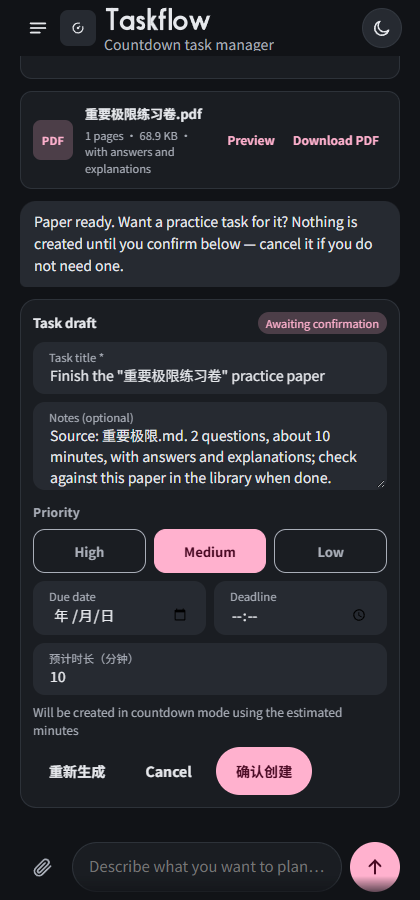 Taskflow
Countdown task manager
PDF
重要极限练习卷.pdf
1 pages • 68.9 KB •
with answers and
explanations
Preview
Download PDF
Paper ready. Want a practice task for it? Nothing is
created until you confirm below — cancel it if you do
not need one.
Task draft
Awaiting confirmation
Task title *
Finish the "重要极限练习卷" practice paper
Notes (optional)
Source: 重要极限.md. 2 questions, about 10
minutes, with answers and explanations; check
against this paper in the library when done.
Priority
High
Medium
Low
Due date
年 /月/日
Deadline
--:--
预计时长（分钟）
10
Will be created in countdown mode using the estimated
minutes
重新生成
Cancel
确认创建
Describe what you want to plan…